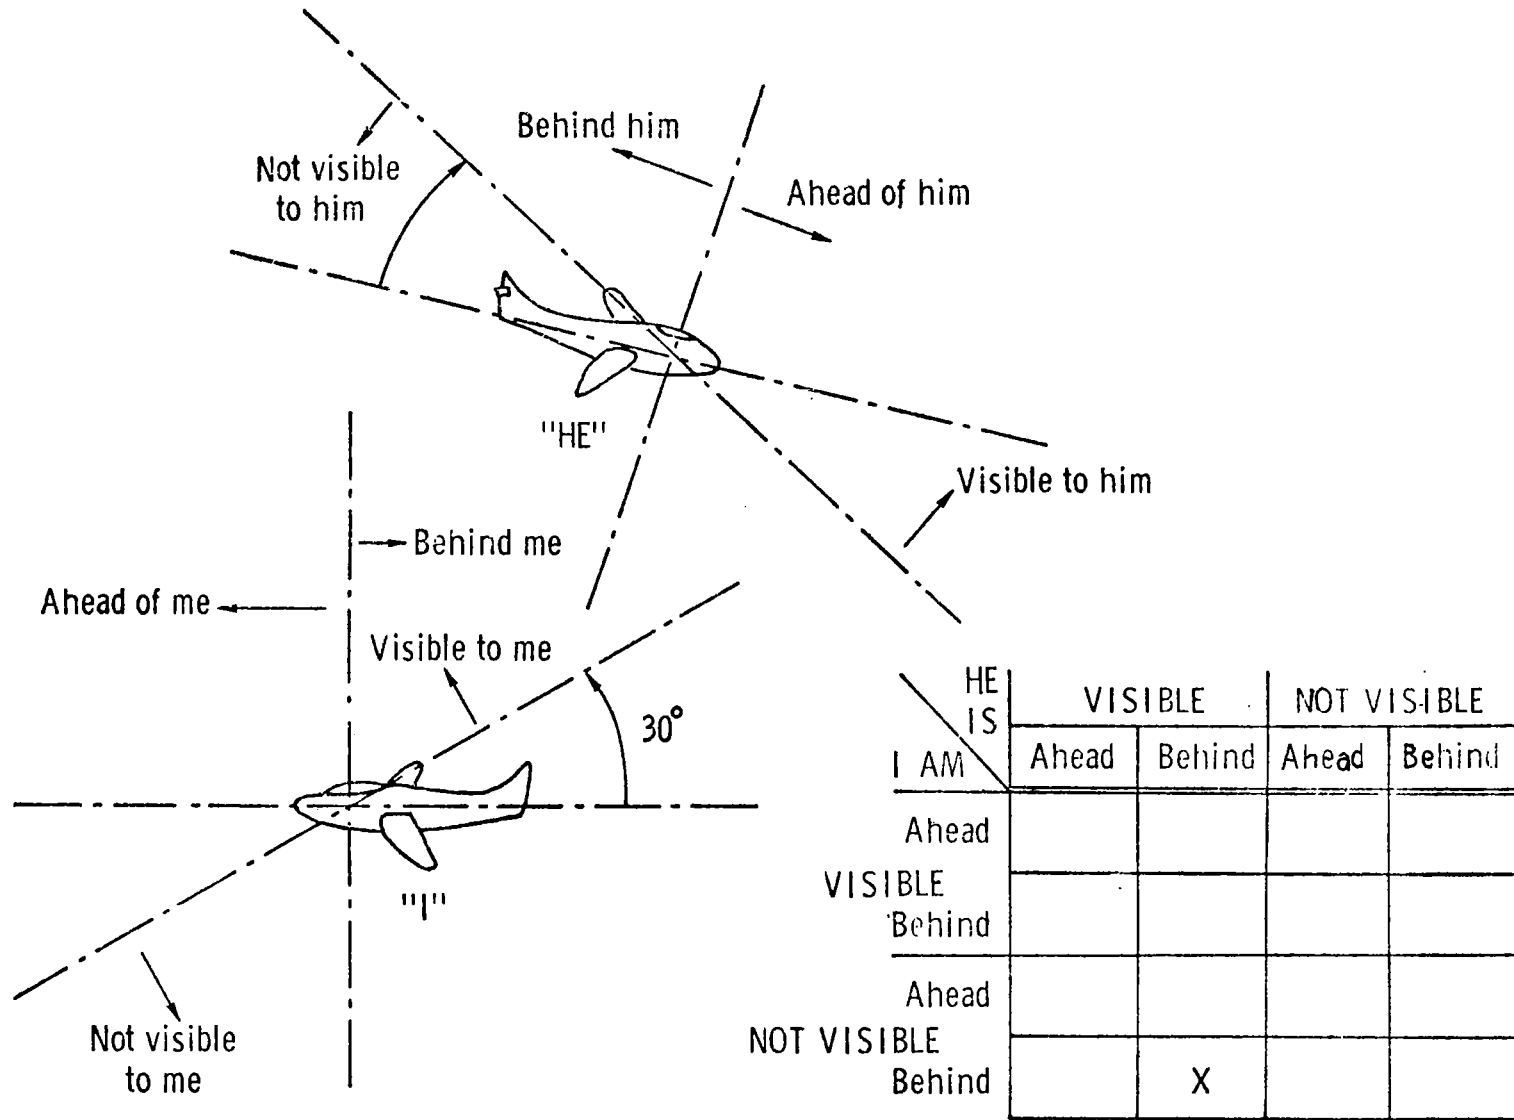 Behind him
Not visible
to him
Ahead of him
"HE"
Visible to him
Behind me
Ahead of me
Visible to me
30°
"I"
Not visible
to me
HE
IS
VISIBLE
NOT VISIBLE
I AM
Ahead
Behind
Ahead
Behind
Ahead
VISIBLE
Behind
Ahead
NOT VISIBLE
Behind
X